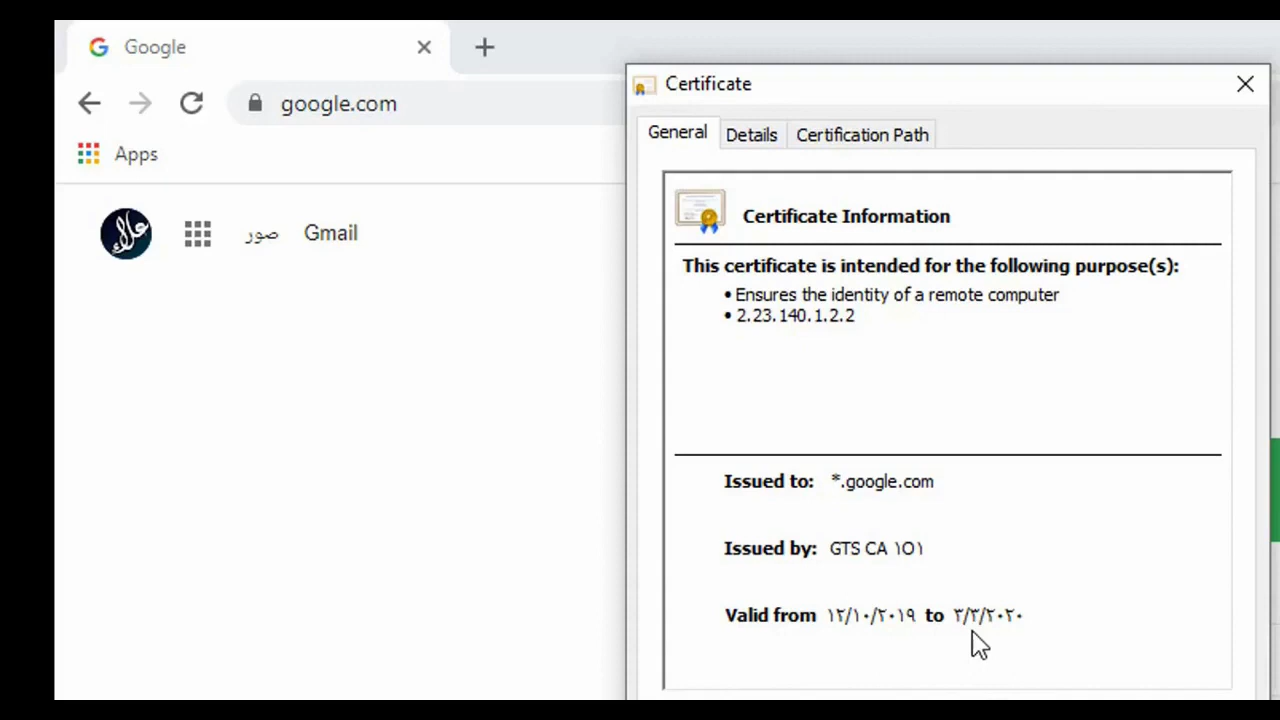 Google
google.com
Apps
علاء
صور Gmail
Certificate
General Details Certification Path
Certificate Information
This certificate is intended for the following purpose(s):
• Ensures the identity of a remote computer
• 2.23.140.1.2.2
Issued to: *.google.com
Issued by: GTS CA ١O١
Valid from ١٢/١٠/٢٠١٩ to ٣/٣/٢٠٢٠